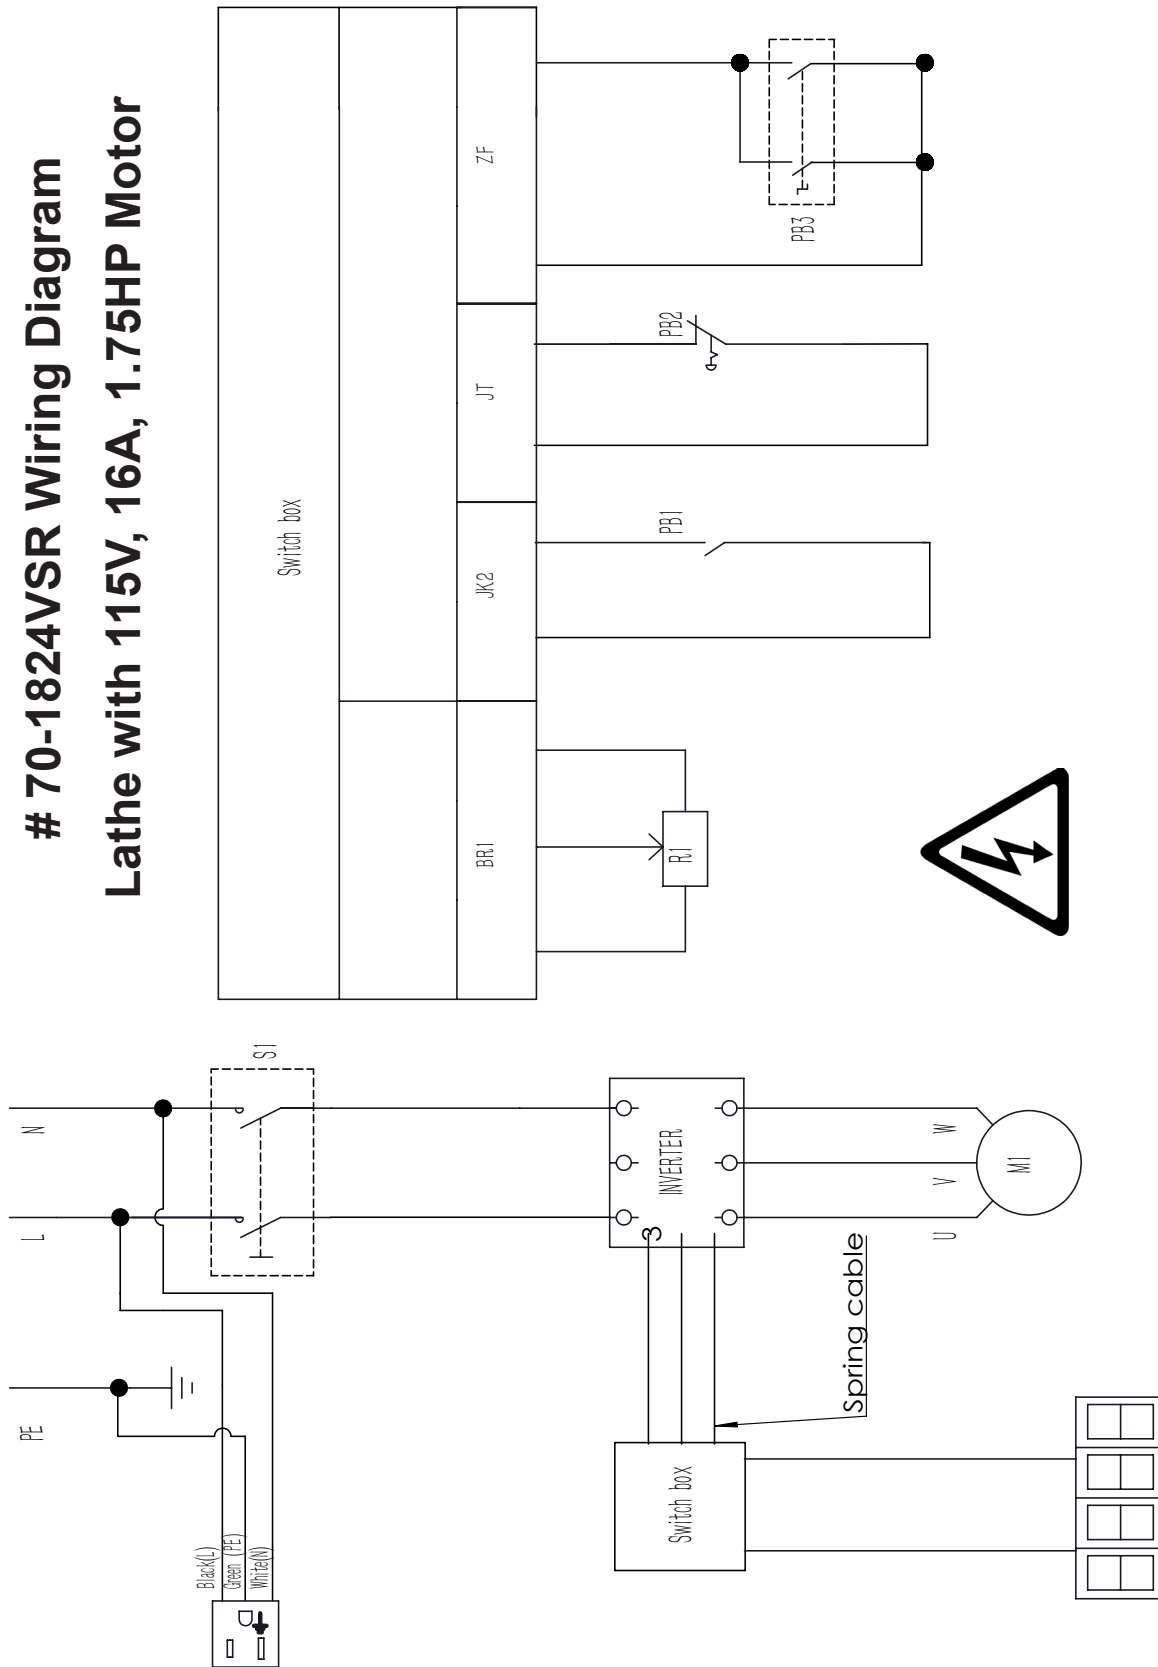 # 70-1824VSR Wiring Diagram
Lathe with 115V, 16A, 1.75HP Motor
PE
L
N
Black(L)
Green (PE)
White(N)
S1
Switch box
BR1
JK2
JT
ZF
R1
PB1
PB2
PB3
Switch box
3
INVERTER
Spring cable
U
V
W
M1